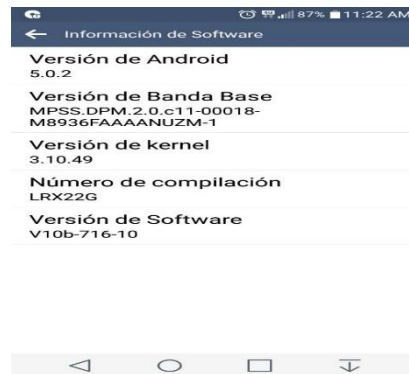 87% 11:22 AM
Información de Software
Versión de Android
5.0.2
Versión de Banda Base
MPSS.DPM.2.0.c11-00018-
M8936FAAAANUZM-1
Versión de kernel
3.10.49
Número de compilación
LRX22G
Versión de Software
V10b-716-10